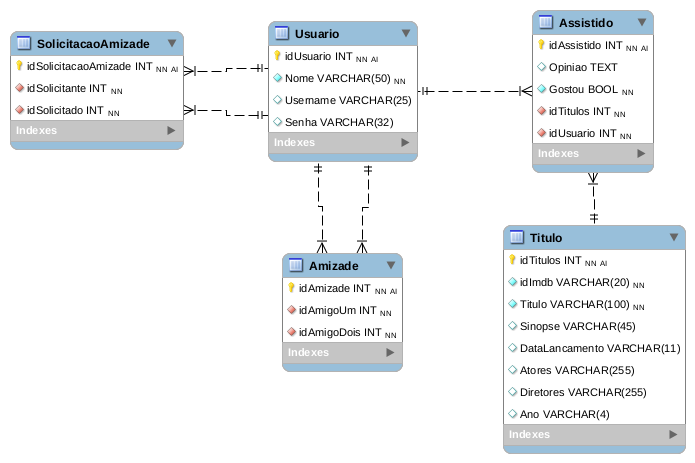 SolicitacaoAmizade
idSolicitacaoAmizade INT NN AI
idSolicitante INT NN
idSolicitado INT NN
Indexes
Usuario
idUsuario INT NN AI
Nome VARCHAR(50) NN
Username VARCHAR(25)
Senha VARCHAR(32)
Indexes
Assistido
idAssistido INT NN AI
Opiniao TEXT
Gostou BOOL NN
idTitulos INT NN
idUsuario INT NN
Indexes
Amizade
idAmizade INT NN AI
idAmigoUm INT NN
idAmigoDois INT NN
Indexes
Titulo
idTitulos INT NN AI
idImdb VARCHAR(20) NN
Titulo VARCHAR(100) NN
Sinopse VARCHAR(45)
DataLancamento VARCHAR(11)
Atores VARCHAR(255)
Diretores VARCHAR(255)
Ano VARCHAR(4)
Indexes